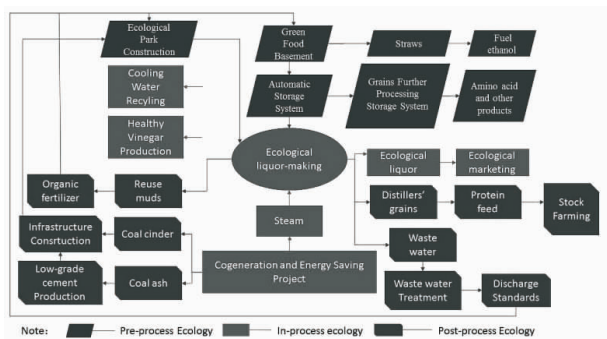 Ecological
Park
Construction
Green
Food
Basement
Straws
Fuel
ethanol
Cooling
Water
Recyling
Automatic
Storage
System
Grains Further
Processing
Storage System
Amino acid
and other
products
Healthy
Vinegar
Production
Ecological
liquor-making
Ecological
liquor
Ecological
marketing
Organic
fertilizer
Reuse
muds
Distillers'
grains
Protein
feed
Stock
Farming
Steam
Infrastructure
Consrtuction
Coal cinder
Waste
water
Cogeneration and Energy Saving
Project
Low-grade
cement
Production
Coal ash
Waste water
Treatment
Discharge
Standards
Note:
Pre-process Ecology
In-process ecology
Post-process Ecology